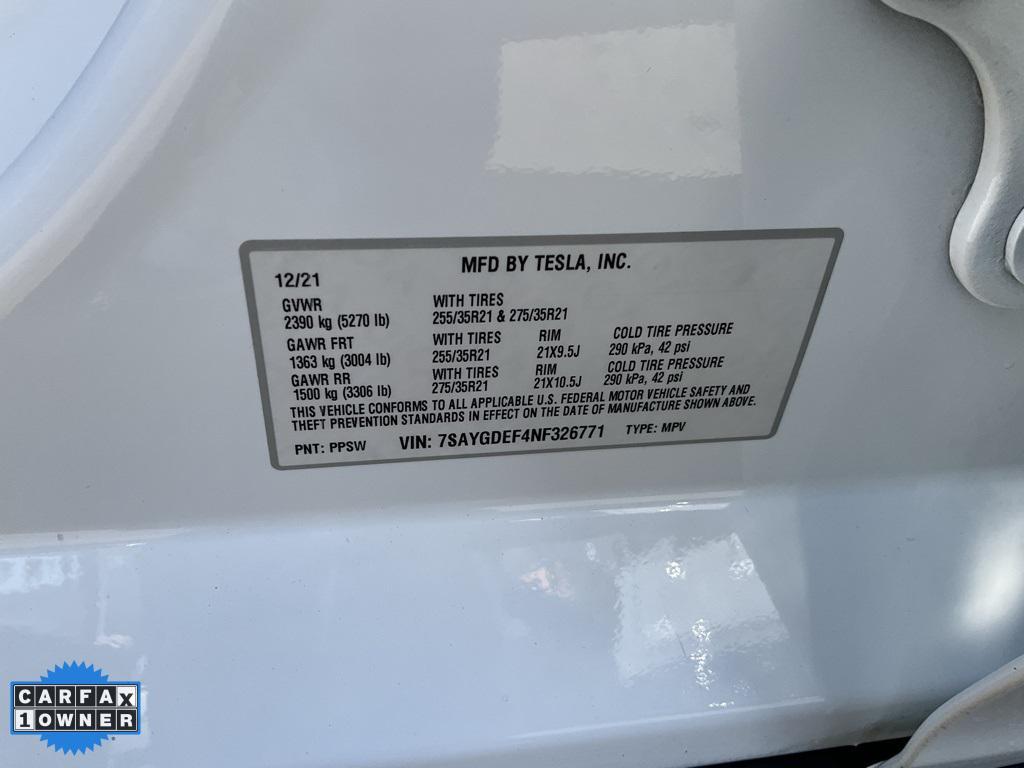 MFD BY TESLA, INC.
12/21
GVWR WITH TIRES
2390 kg (5270 lb) 255/35R21 & 275/35R21
GAWR FRT WITH TIRES RIM COLD TIRE PRESSURE
1363 kg (3004 lb) 255/35R21 21X9.5J 290 kPa, 42 psi
GAWR RR WITH TIRES RIM COLD TIRE PRESSURE
1500 kg (3306 lb) 275/35R21 21X10.5J 290 kPa, 42 psi
THIS VEHICLE CONFORMS TO ALL APPLICABLE U.S. FEDERAL MOTOR VEHICLE SAFETY AND
THEFT PREVENTION STANDARDS IN EFFECT ON THE DATE OF MANUFACTURE SHOWN ABOVE.
PNT: PPSW VIN: 7SAYGDEF4NF326771 TYPE: MPV
CARFAX
1 OWNER